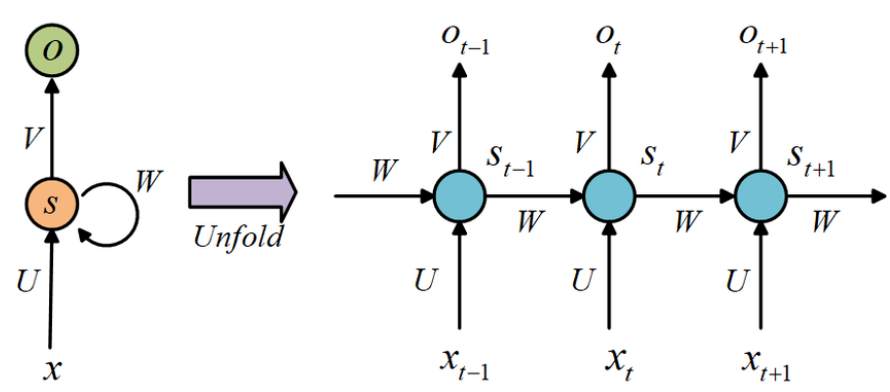 o
V
s
W
U
x
Unfold
o_{t-1}
o_t
o_{t+1}
V
V
V
s_{t-1}
s_t
s_{t+1}
W
W
W
W
U
U
U
x_{t-1}
x_t
x_{t+1}